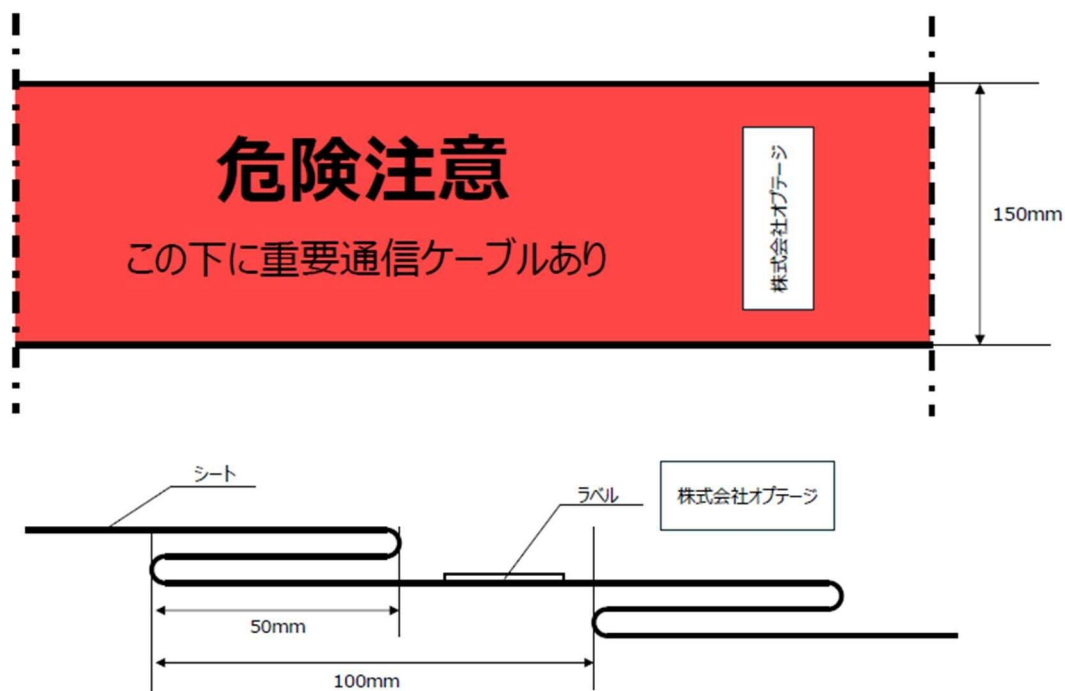 危険注意
この下に重要通信ケーブルあり
株式会社オプテージ
150mm
シート
ラベル
株式会社オプテージ
50mm
100mm